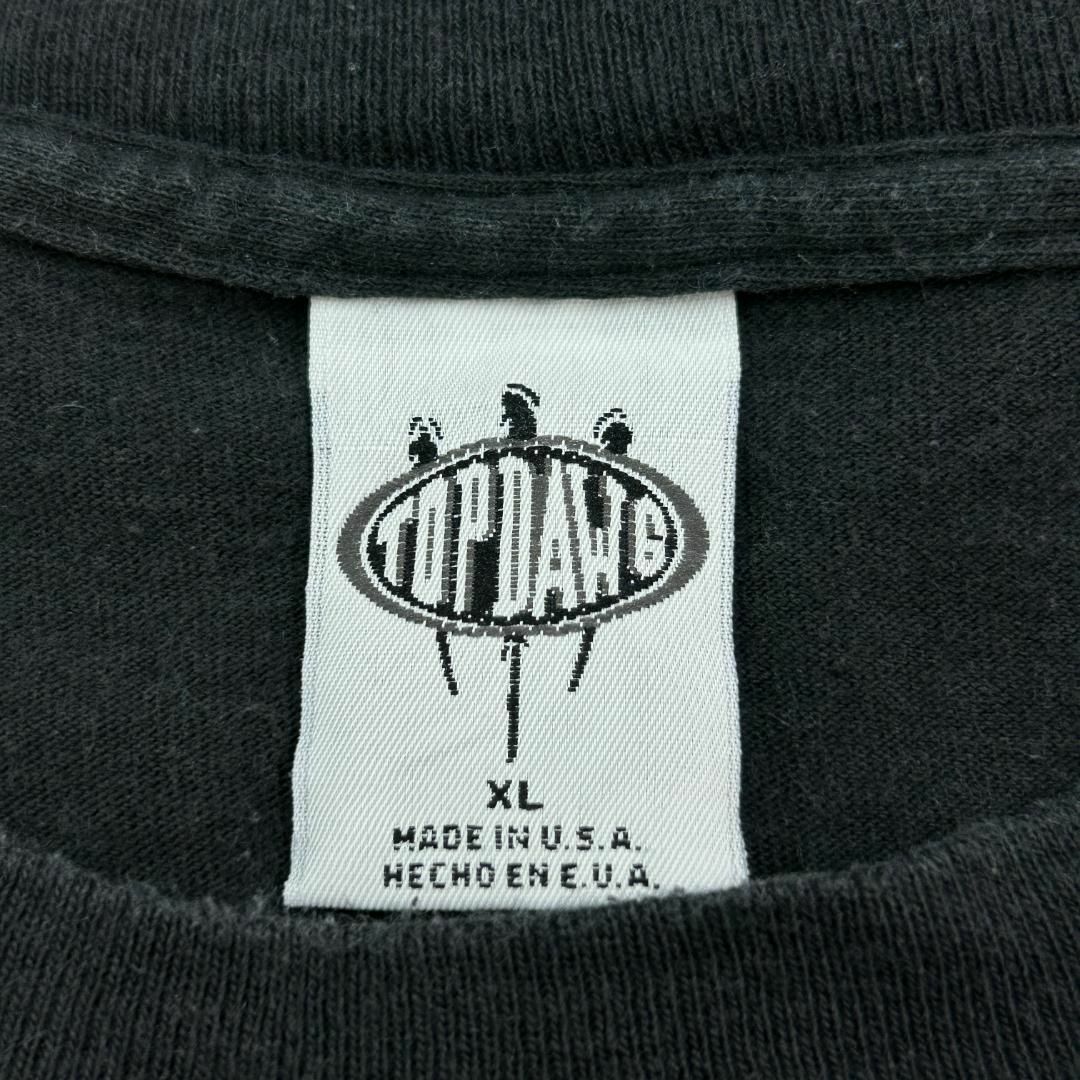 TOPDAWG
XL
MADE IN U.S.A.
HECHO EN E.U.A.